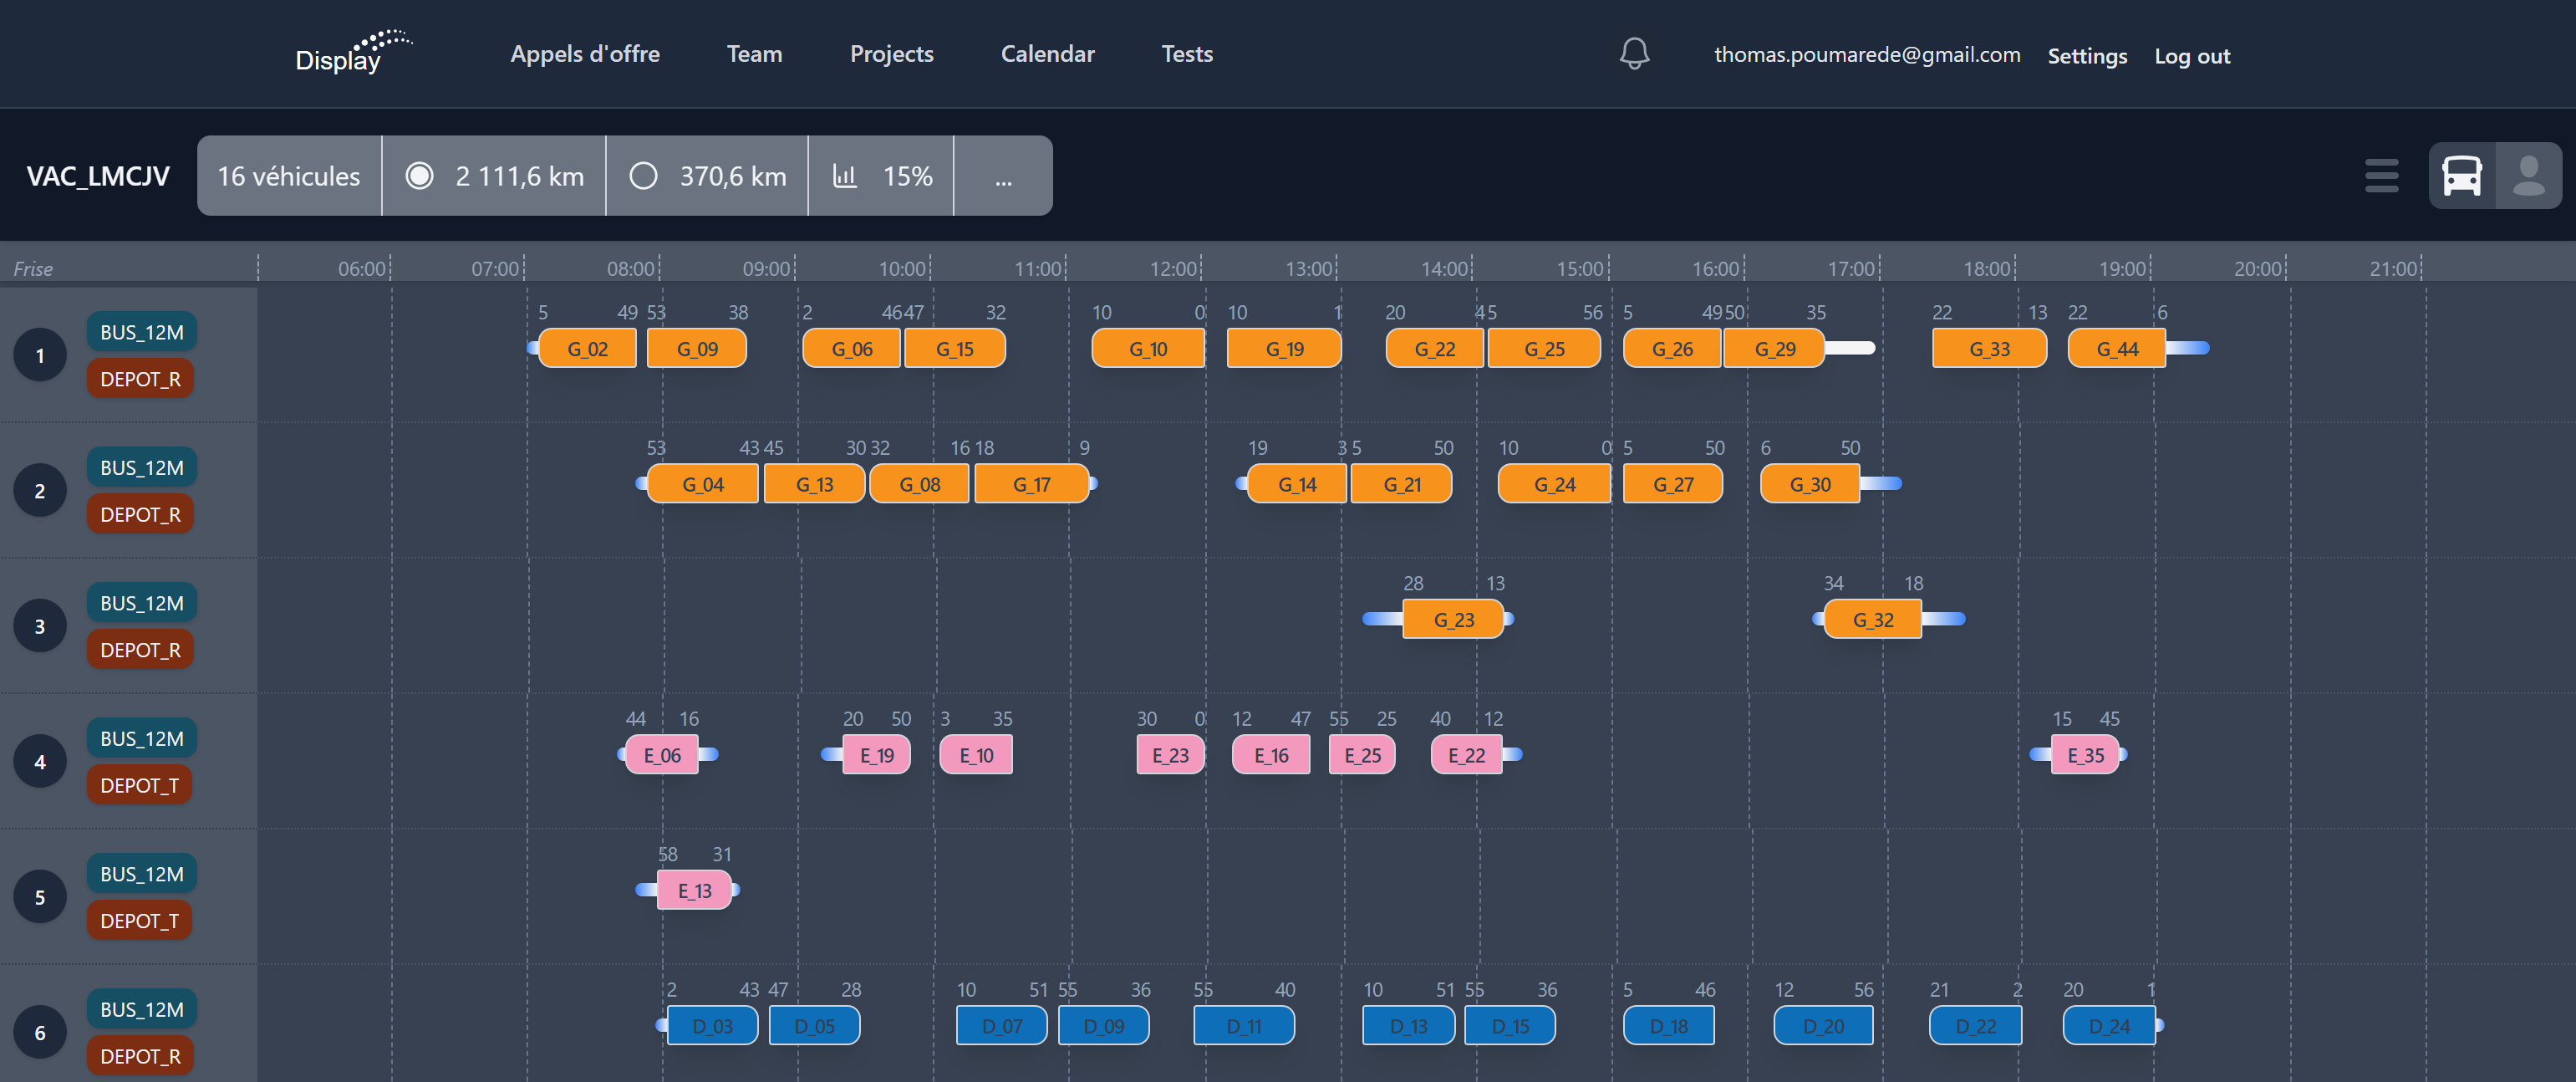 Display Appels d'offre Team Projects Calendar Tests thomas.poumarede@gmail.com Settings Log out
VAC_LMCJV 16 véhicules 2 111,6 km 370,6 km 15% ...
Frise 06:00 07:00 08:00 09:00 10:00 11:00 12:00 13:00 14:00 15:00 16:00 17:00 18:00 19:00 20:00 21:00
5 49 53 38 2 46 47 32 10 0 10 1 20 4 5 56 5 49 50 35 22 13 22 6
1 BUS_12M G_02 G_09 G_06 G_15 G_10 G_19 G_22 G_25 G_26 G_29 G_33 G_44
DEPOT_R
53 43 45 30 32 16 18 9 19 3 5 50 10 0 5 50 6 50
2 BUS_12M G_04 G_13 G_08 G_17 G_14 G_21 G_24 G_27 G_30
DEPOT_R
28 13 34 18
3 BUS_12M G_23 G_32
DEPOT_R
44 16 20 50 3 35 30 0 12 47 55 25 40 12 15 45
4 BUS_12M E_06 E_19 E_10 E_23 E_16 E_25 E_22 E_35
DEPOT_T
58 31
5 BUS_12M E_13
DEPOT_T
2 43 47 28 10 51 55 36 55 40 10 51 55 36 5 46 12 56 21 2 20 1
6 BUS_12M D_03 D_05 D_07 D_09 D_11 D_13 D_15 D_18 D_20 D_22 D_24
DEPOT_R